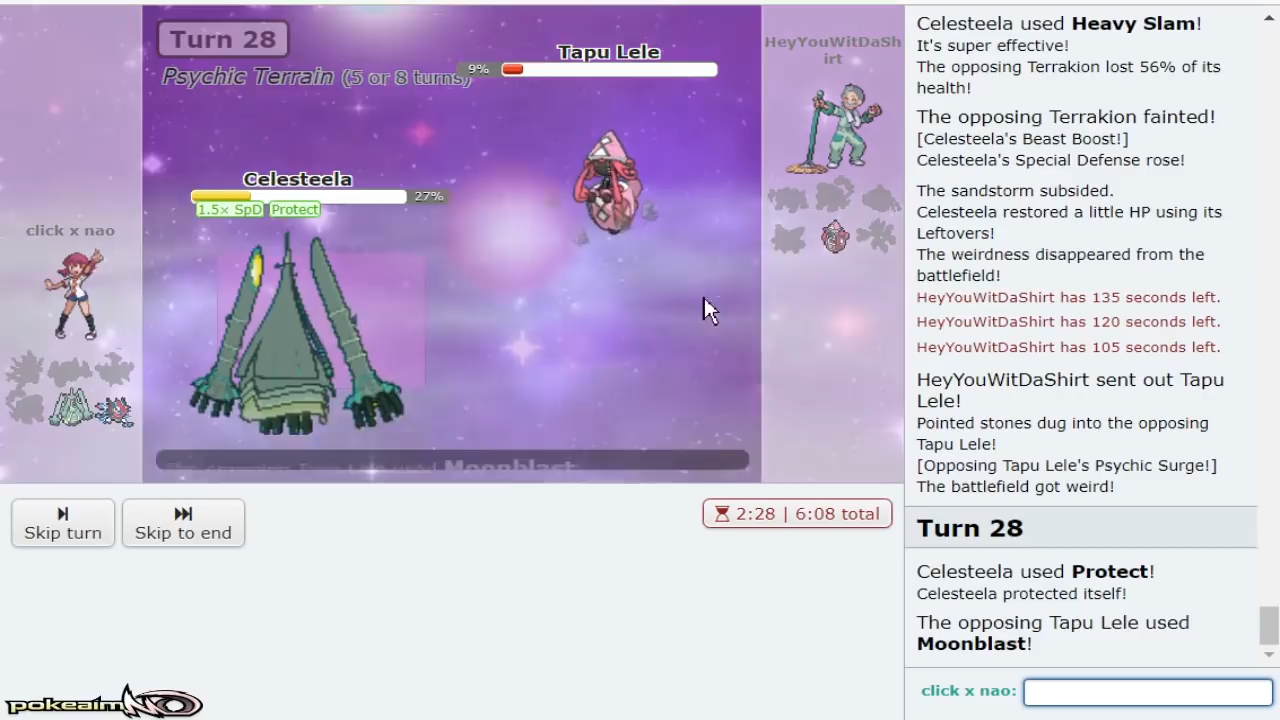 Turn 28
Psychic Terrain (5 or 8 turns)
Tapu Lele
9%
Celesteela
27%
1.5× SpD Protect
click x nao
HeyYouWitDaSh
irt
Moonblast
Skip turn
Skip to end
2:28 | 6:08 total
pokeaimNO
Celesteela used Heavy Slam!
It's super effective!
The opposing Terrakion lost 56% of its
health!
The opposing Terrakion fainted!
[Celesteela's Beast Boost!]
Celesteela's Special Defense rose!
The sandstorm subsided.
Celesteela restored a little HP using its
Leftovers!
The weirdness disappeared from the
battlefield!
HeyYouWitDaShirt has 135 seconds left.
HeyYouWitDaShirt has 120 seconds left.
HeyYouWitDaShirt has 105 seconds left.
HeyYouWitDaShirt sent out Tapu
Lele!
Pointed stones dug into the opposing
Tapu Lele!
[Opposing Tapu Lele's Psychic Surge!]
The battlefield got weird!
Turn 28
Celesteela used Protect!
Celesteela protected itself!
The opposing Tapu Lele used
Moonblast!
click x nao: